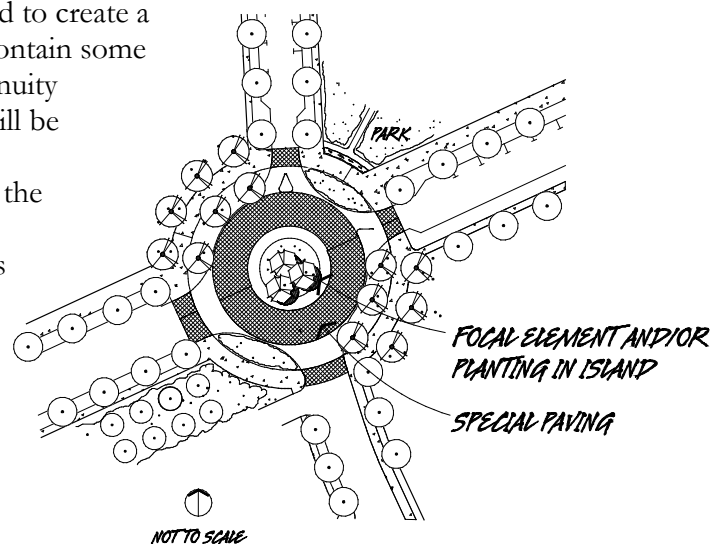 d to create a
ontain some
nuity
ill be
the
s
PARK
FOCAL ELEMENT AND/OR
PLANTING IN ISLAND
SPECIAL PAVING
NOT TO SCALE